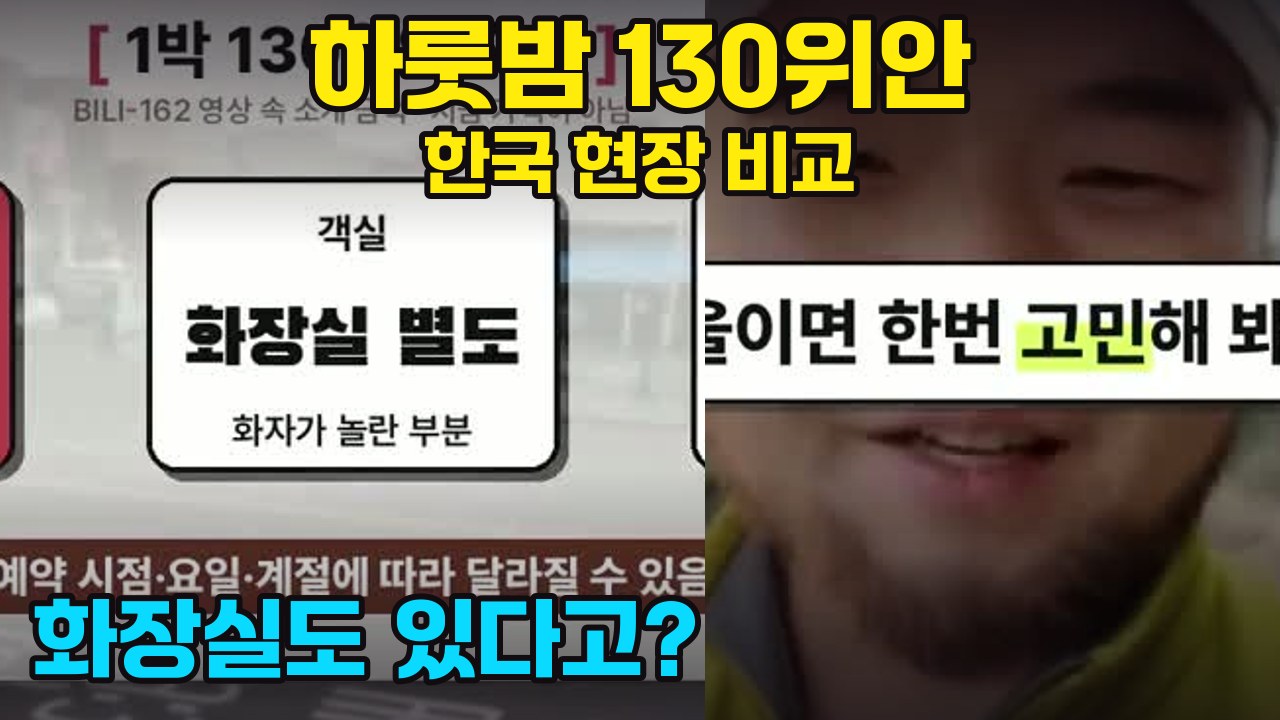 하룻밤 130위안
한국 현장 비교
[ 1박 13
BILI-162 영상 속 소개
아님
객실
화장실 별도
화자가 놀란 부분
이면 한번 고민해 봐
예약 시점·요일·계절에 따라 달라질 수 있음
화장실도 있다고?